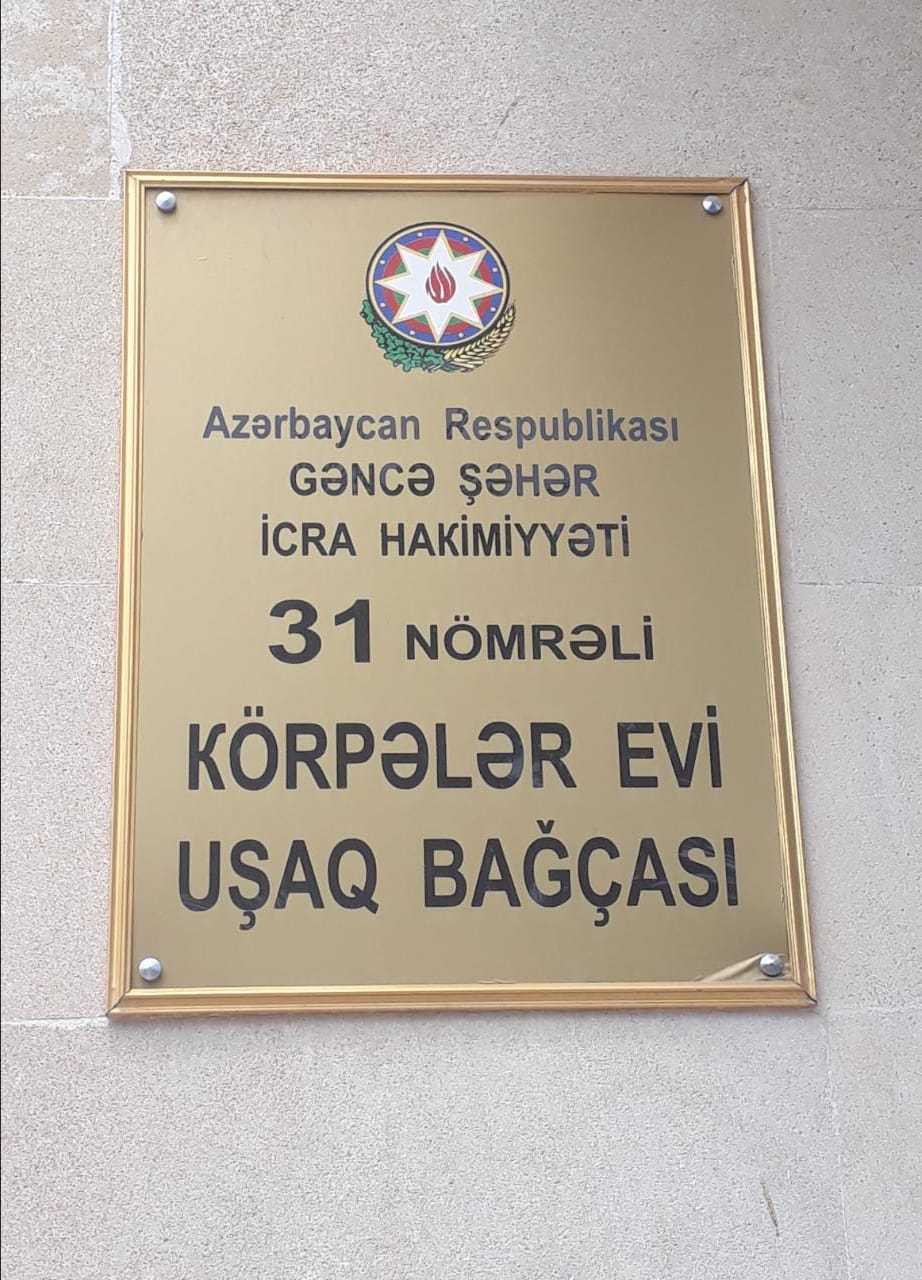 Azərbaycan Respublikası
GƏNCƏ ŞƏHƏR
İCRA HAKİMİYYƏTİ
31 NÖMRƏLİ
KÖRPƏLƏR EVİ
UŞAQ BAĞÇASI